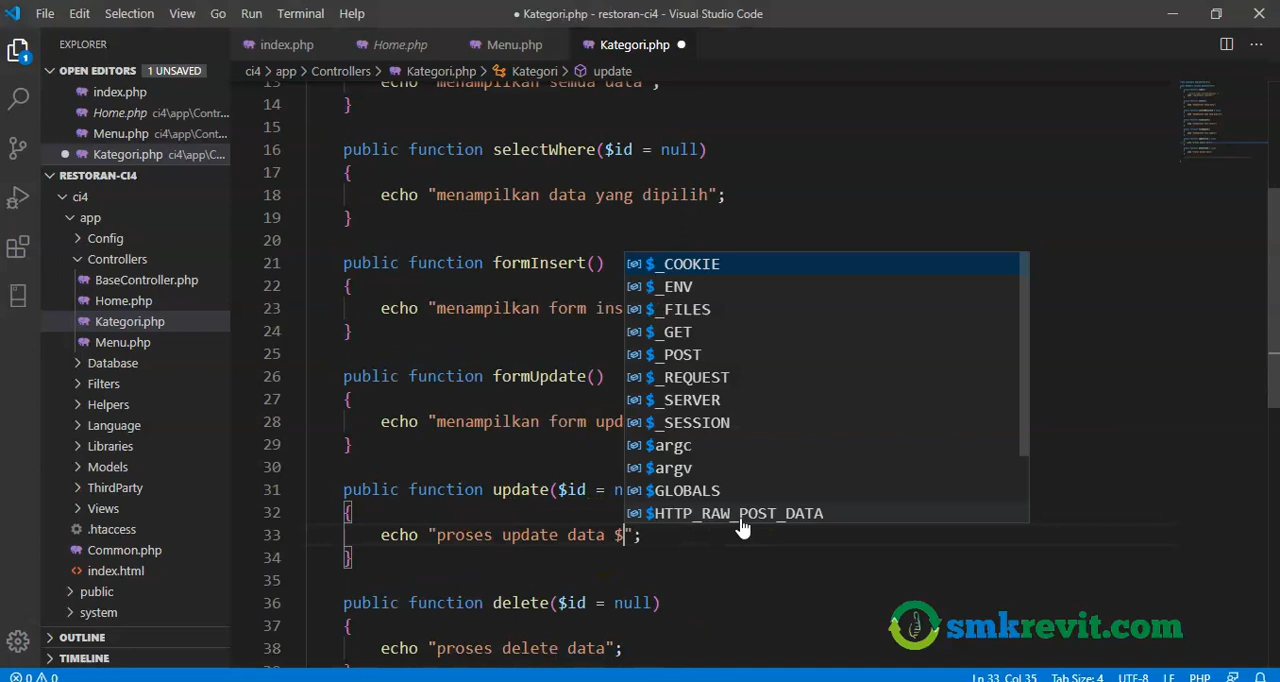 File Edit Selection View Go Run Terminal Help ● Kategori.php - restoran-ci4 - Visual Studio Code
EXPLORER
OPEN EDITORS 1 UNSAVED
index.php
Home.php ci4\app\Contr...
Menu.php ci4\app\Cont...
Kategori.php ci4\app\C...
RESTORAN-CI4
ci4
app
Config
Controllers
BaseController.php
Home.php
Kategori.php
Menu.php
Database
Filters
Helpers
Language
Libraries
Models
ThirdParty
Views
.htaccess
Common.php
index.html
public
system
OUTLINE
TIMELINE
index.php Home.php Menu.php Kategori.php
ci4 > app > Controllers > Kategori.php > Kategori > update
13 echo "menampilkan semua data";
14 }
15
16 public function selectWhere($id = null)
17 {
18 echo "menampilkan data yang dipilih";
19 }
20
21 public function formInsert()
22 {
23 echo "menampilkan form ins
24 }
25
26 public function formUpdate()
27 {
28 echo "menampilkan form upd
29 }
30
31 public function update($id = n
32 {
33 echo "proses update data $";
34 }
35
36 public function delete($id = null)
37 {
38 echo "proses delete data";
$_COOKIE
$_ENV
$_FILES
$_GET
$_POST
$_REQUEST
$_SERVER
$_SESSION
$argc
$argv
$GLOBALS
$HTTP_RAW_POST_DATA
smkrevit.com
0 0 Ln 33, Col 35 Tab Size: 4 UTF-8 LF PHP